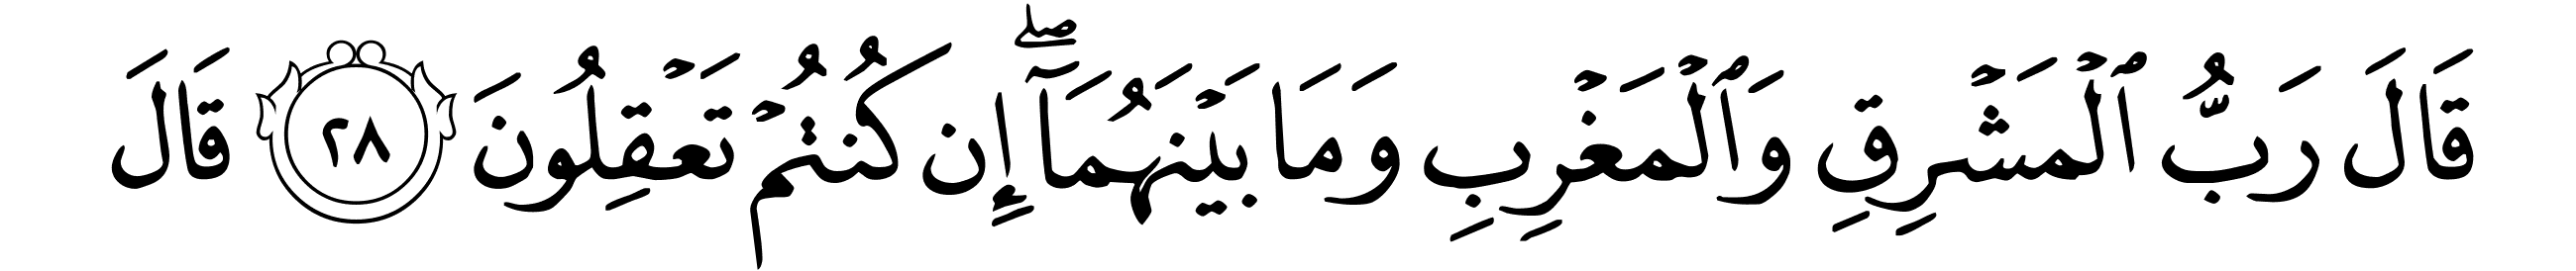 قَالَ رَبُّ ٱلْمَشْرِقِ وَٱلْمَغْرِبِ وَمَا بَيْنَهُمَآ ۖ إِن كُنتُمْ تَعْقِلُونَ ٢٨ قَالَ